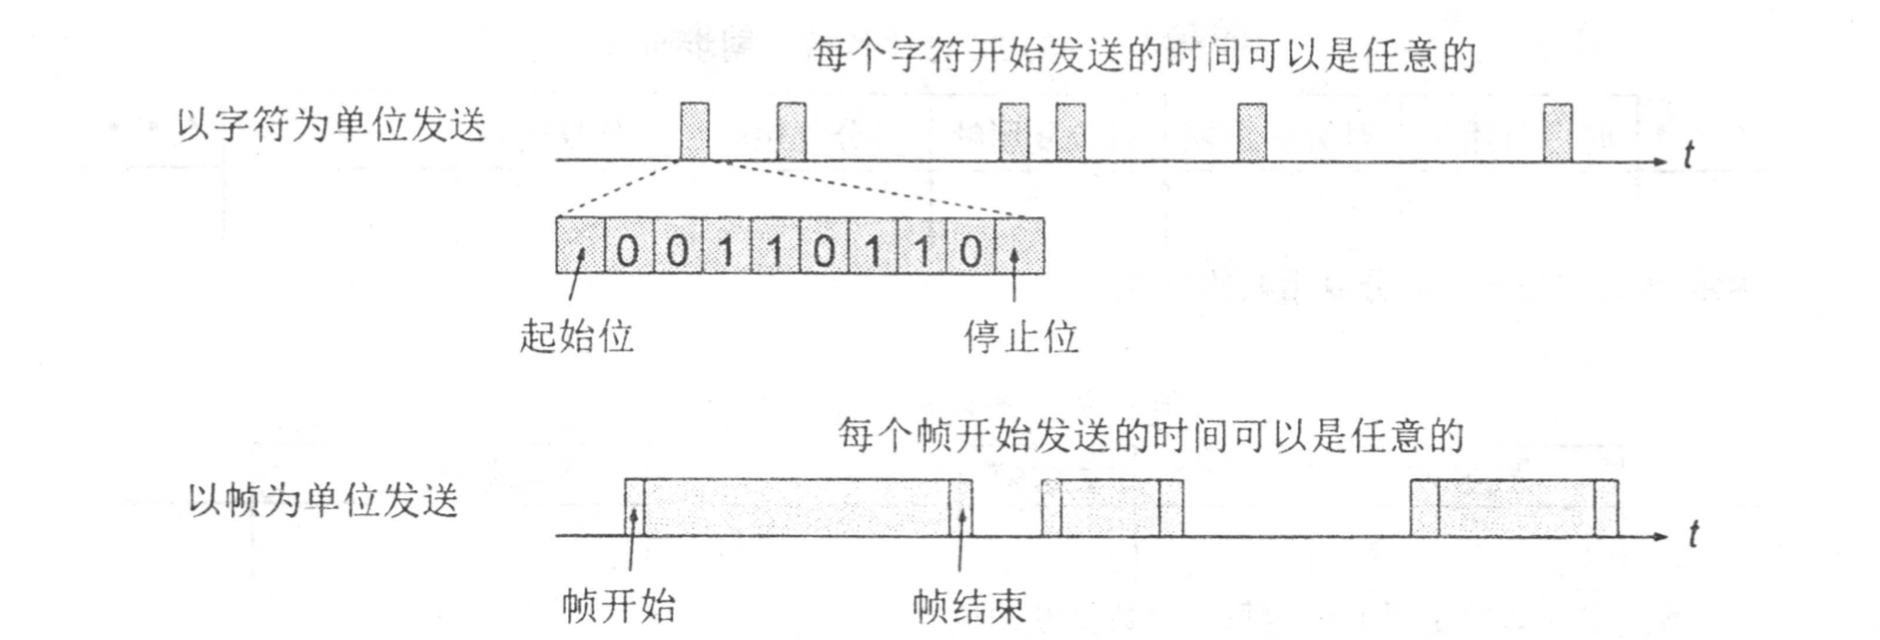 每个字符开始发送的时间可以是任意的
以字符为单位发送
t
0 0 1 1 0 1 1 0
起始位 停止位
每个帧开始发送的时间可以是任意的
以帧为单位发送
t
帧开始 帧结束